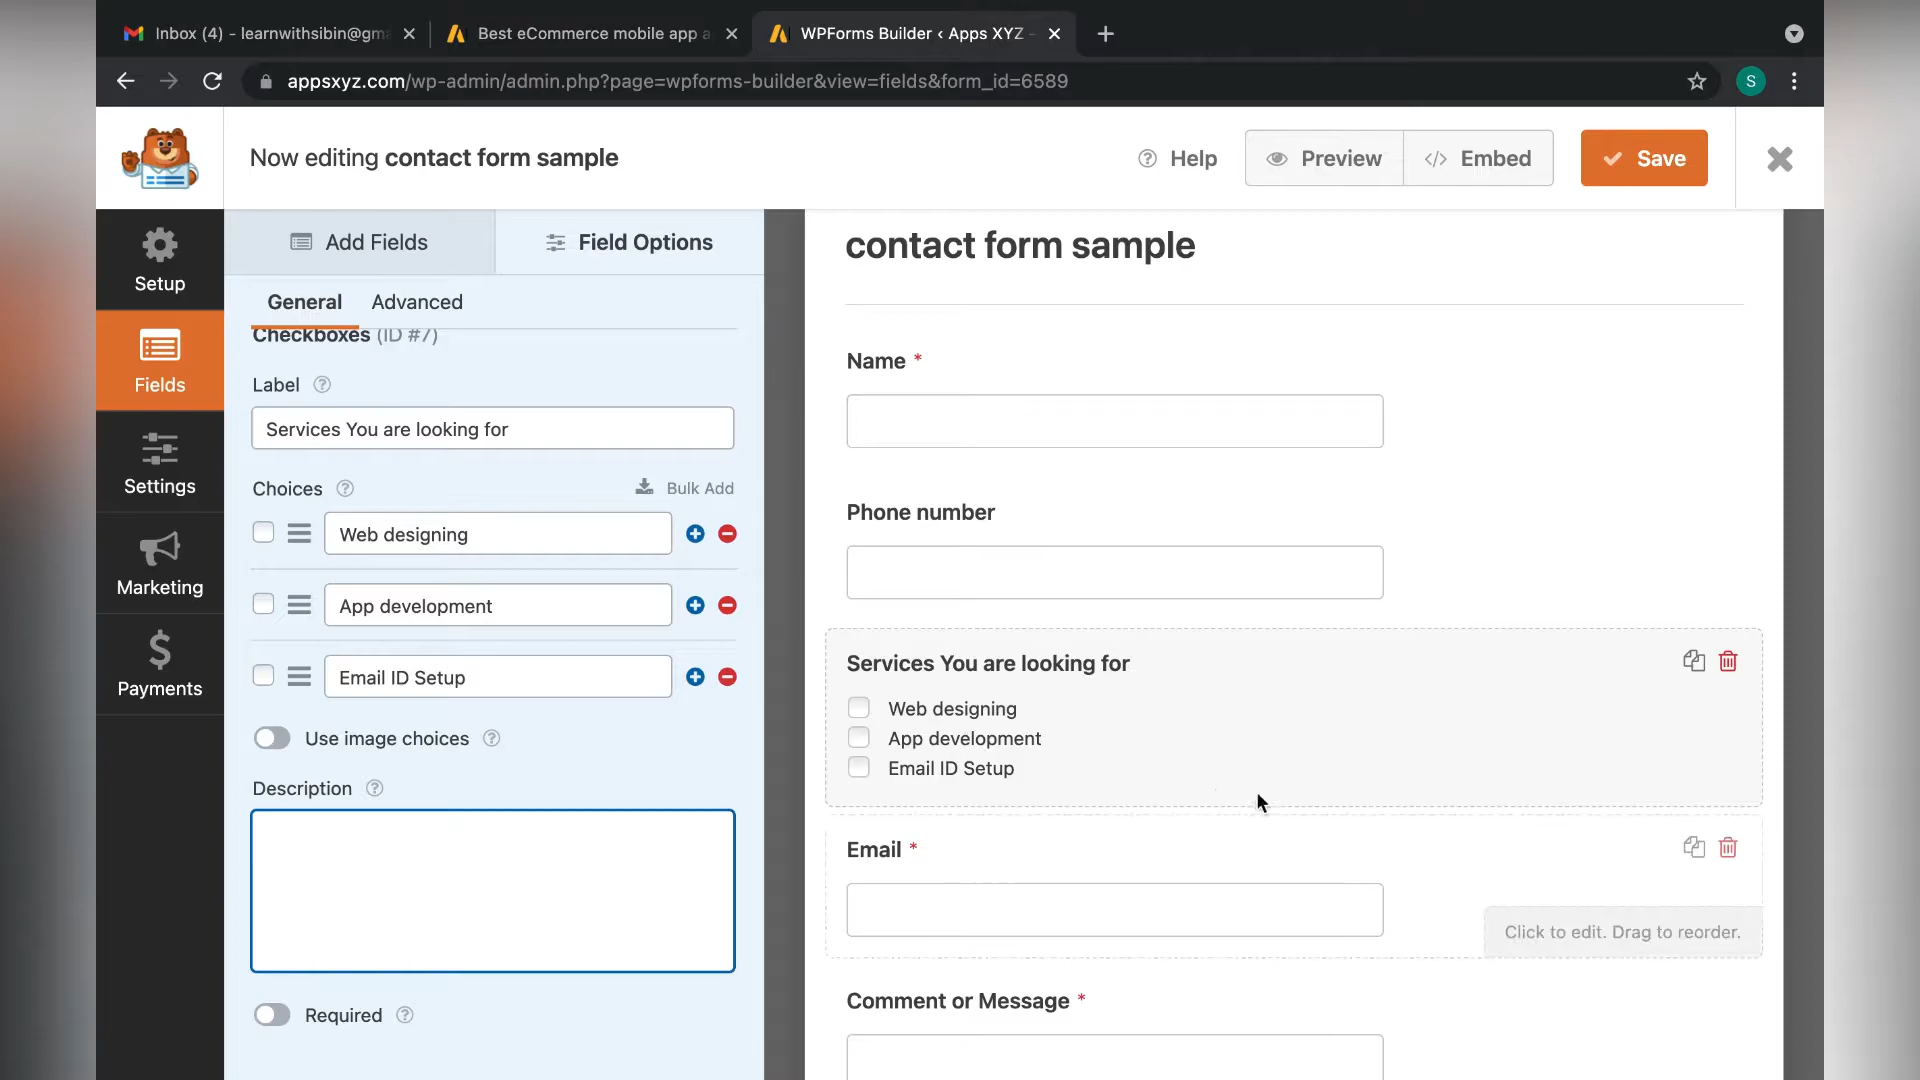 Inbox (4) - learnwithsibin@gma
Best eCommerce mobile app a
WPForms Builder ‹ Apps XYZ -
appsxyz.com/wp-admin/admin.php?page=wpforms-builder&view=fields&form_id=6589
S
Now editing contact form sample
Help
Preview
Embed
Save
Setup
Fields
Settings
Marketing
Payments
Add Fields
Field Options
General
Advanced
Checkboxes (ID #7)
Label
Services You are looking for
Choices
Bulk Add
Web designing
App development
Email ID Setup
Use image choices
Description
Required
contact form sample
Name *
Phone number
Services You are looking for
Web designing
App development
Email ID Setup
Email *
Click to edit. Drag to reorder.
Comment or Message *